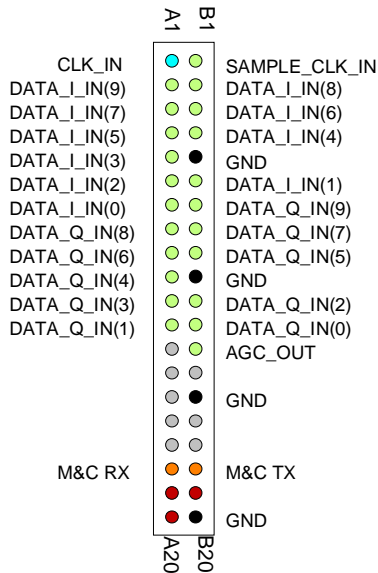 A1 B1
CLK_IN SAMPLE_CLK_IN
DATA_I_IN(9) DATA_I_IN(8)
DATA_I_IN(7) DATA_I_IN(6)
DATA_I_IN(5) DATA_I_IN(4)
DATA_I_IN(3) GND
DATA_I_IN(2) DATA_I_IN(1)
DATA_I_IN(0) DATA_Q_IN(9)
DATA_Q_IN(8) DATA_Q_IN(7)
DATA_Q_IN(6) DATA_Q_IN(5)
DATA_Q_IN(4) GND
DATA_Q_IN(3) DATA_Q_IN(2)
DATA_Q_IN(1) DATA_Q_IN(0)
AGC_OUT
GND
M&C RX M&C TX
GND
A20 B20